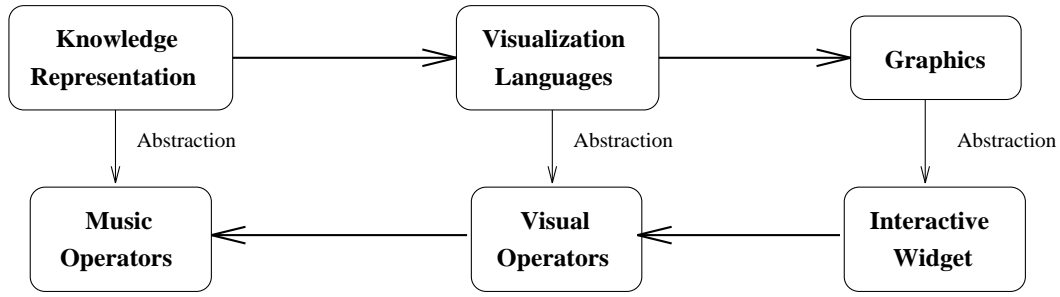 Knowledge
Representation
Visualization
Languages
Graphics
Abstraction
Abstraction
Abstraction
Music
Operators
Visual
Operators
Interactive
Widget